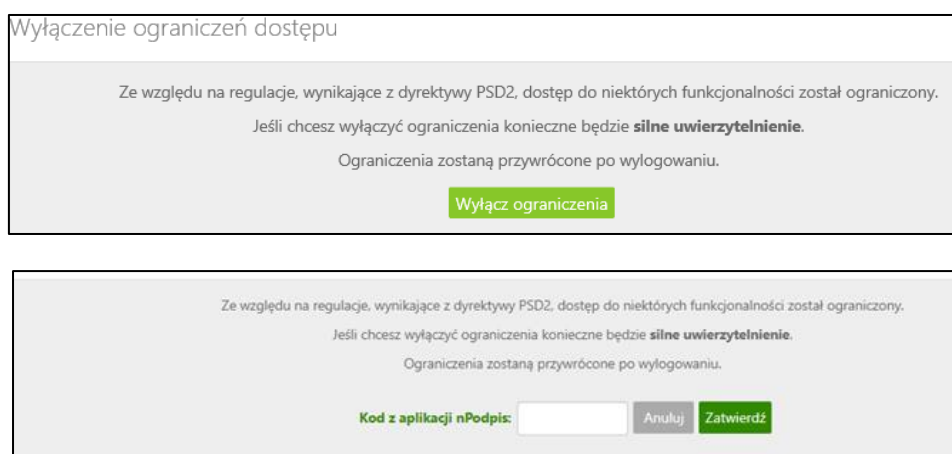 Wyłączenie ograniczeń dostępu
Ze względu na regulacje, wynikające z dyrektywy PSD2, dostęp do niektórych funkcjonalności został ograniczony.
Jeśli chcesz wyłączyć ograniczenia konieczne będzie silne uwierzytelnienie.
Ograniczenia zostaną przywrócone po wylogowaniu.
Wyłącz ograniczenia
Ze względu na regulacje, wynikające z dyrektywy PSD2, dostęp do niektórych funkcjonalności został ograniczony.
Jeśli chcesz wyłączyć ograniczenia konieczne będzie silne uwierzytelnienie.
Ograniczenia zostaną przywrócone po wylogowaniu.
Kod z aplikacji nPodpis: Anuluj Zatwierdź